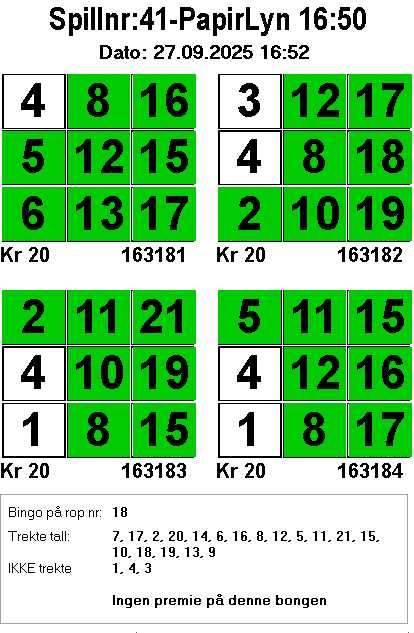 Spillnr:41-PapirLyn 16:50
Dato: 27.09.2025 16:52
4 8 16
5 12 15
6 13 17
Kr 20 163181
3 12 17
4 8 18
2 10 19
Kr 20 163182
2 11 21
4 10 19
1 8 15
Kr 20 163183
5 11 15
4 12 16
1 8 17
Kr 20 163184
Bingo på rop nr: 18
Trekte tall: 7, 17, 2, 20, 14, 6, 16, 8, 12, 5, 11, 21, 15,
10, 18, 19, 13, 9
IKKE trekte 1, 4, 3
Ingen premie på denne bongen